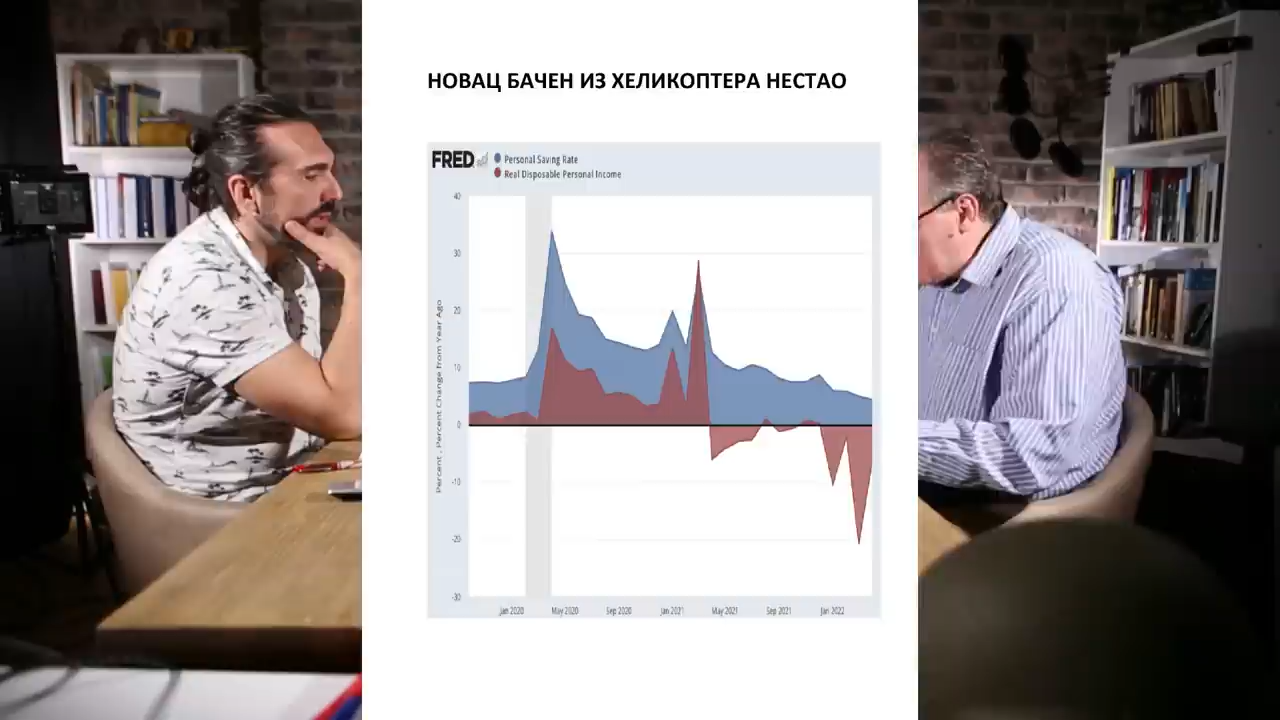 НОВАЦ БАЧЕН ИЗ ХЕЛИКОПТЕРА НЕСТАО
FRED
Personal Saving Rate
Real Disposable Personal Income
Percent , Percent Change from Year Ago
40
30
20
10
0
-10
-20
-30
Jan 2020 May 2020 Sep 2020 Jan 2021 May 2021 Sep 2021 Jan 2022